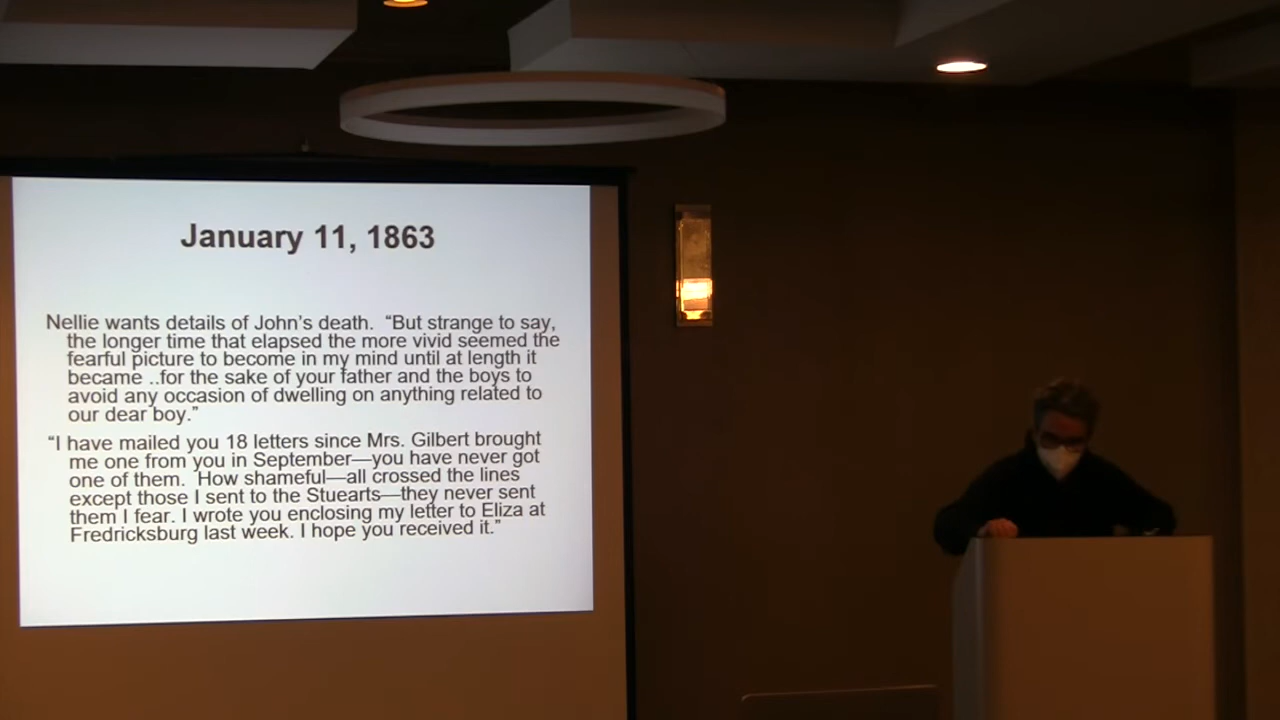 January 11, 1863
Nellie wants details of John's death.  “But strange to say,
the longer time that elapsed the more vivid seemed the
fearful picture to become in my mind until at length it
became ..for the sake of your father and the boys to
avoid any occasion of dwelling on anything related to
our dear boy.”
“I have mailed you 18 letters since Mrs. Gilbert brought
me one from you in September—you have never got
one of them.  How shameful—all crossed the lines
except those I sent to the Stuearts—they never sent
them I fear. I wrote you enclosing my letter to Eliza at
Fredricksburg last week. I hope you received it.”